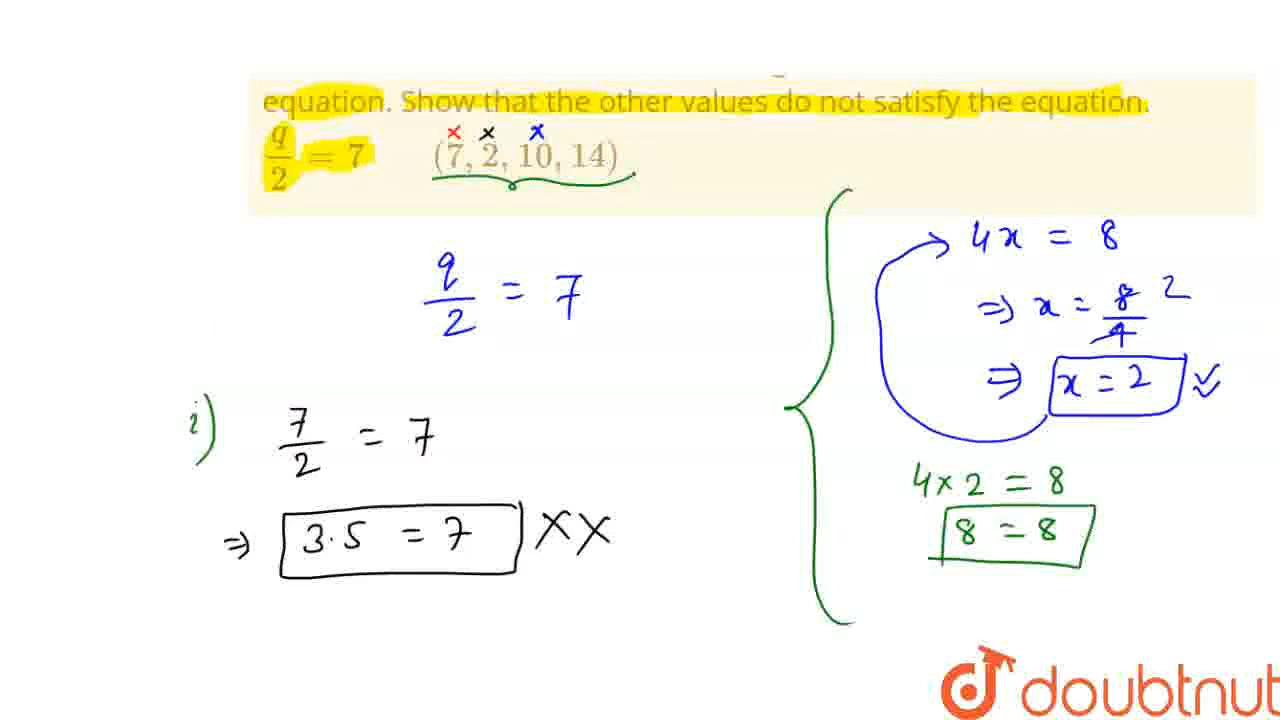 equation. Show that the other values do not satisfy the equation.
q/2 = 7 (7, 2, 10, 14)
x x x
q/2 = 7
4x = 8
⇒ x = 8/4 2
⇒ x = 2
i) 7/2 = 7
⇒ 3.5 = 7 XX
4 × 2 = 8
8 = 8
doubtnut